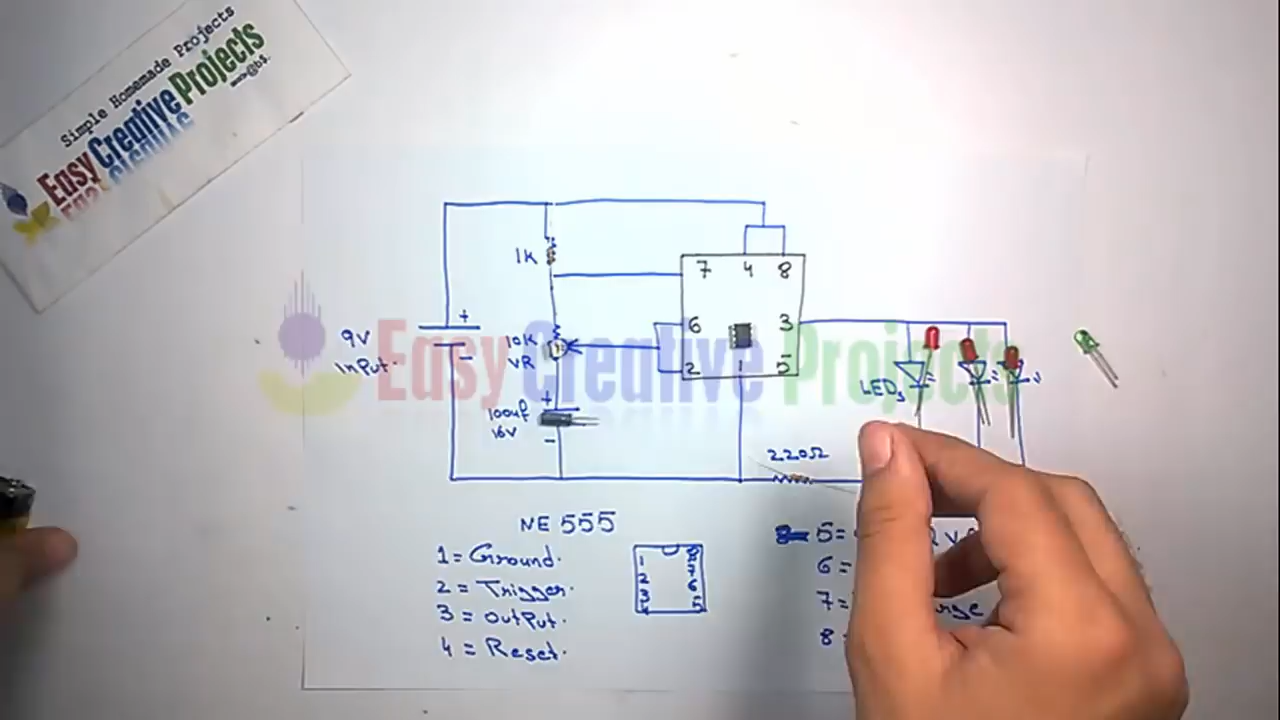 Simple Homemade Projects
Easy Creative Projects
Easy Creative Projects
1K
7 4 8
9V
InPut.
+
-
10K
VR
6 3
2 1 5
LEDs
+
100uf
16V
-
220Ω
NE 555
1 = Ground.
2 = Trigger.
3 = OutPut.
4 = Reset.
1 8
2 7
3 6
4 5
5 =
6 =
7 =
8